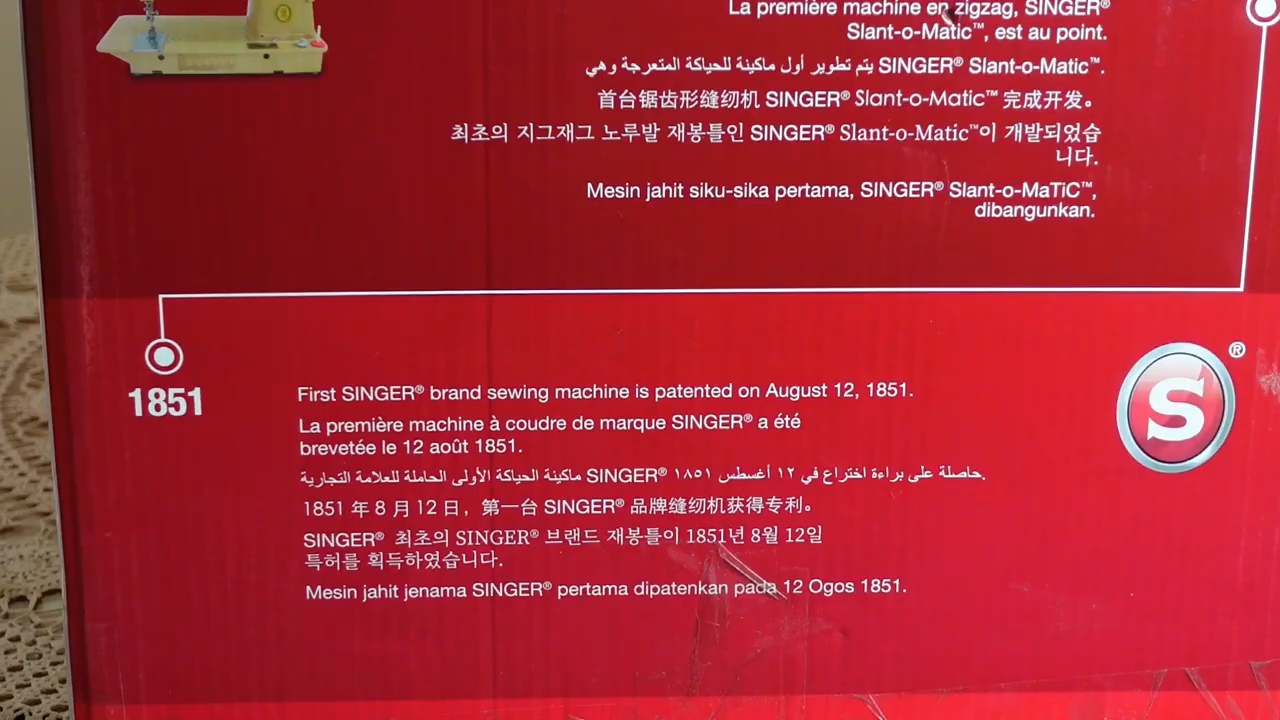 La première machine en zigzag, SINGER®
Slant-o-Matic™, est au point.
يتم تطوير أول ماكينة للحياكة المتعرجة وهي SINGER® Slant-o-Matic™.
首台锯齿形缝纫机 SINGER® Slant-o-Matic™ 完成开发。
최초의 지그재그 노루발 재봉틀인 SINGER® Slant-o-Matic™이 개발되었습
니다.
Mesin jahit siku-sika pertama, SINGER® Slant-o-MaTiC™,
dibangunkan.
1851
First SINGER® brand sewing machine is patented on August 12, 1851.
La première machine à coudre de marque SINGER® a été
brevetée le 12 août 1851.
ماكينة الحياكة الأولى الحاملة للعلامة التجارية SINGER® حاصلة على براءة اختراع في ١٢ أغسطس ١٨٥١.
1851 年 8 月 12 日，第一台 SINGER® 品牌缝纫机获得专利。
SINGER® 최초의 SINGER® 브랜드 재봉틀이 1851년 8월 12일
특허를 획득하였습니다.
Mesin jahit jenama SINGER® pertama dipatenkan pada 12 Ogos 1851.
S®